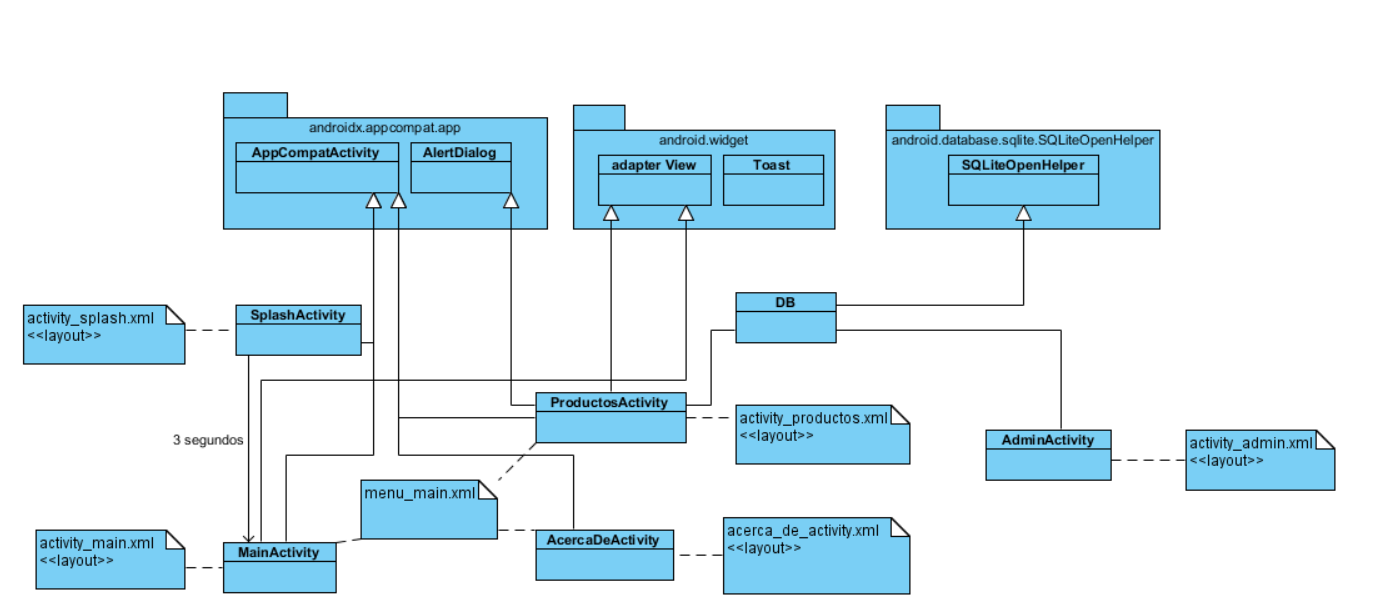 androidx.appcompat.app
AppCompatActivity
AlertDialog
android.widget
adapter View
Toast
android.database.sqlite.SQLiteOpenHelper
SQLiteOpenHelper
activity_splash.xml
<<layout>>
SplashActivity
DB
3 segundos
ProductosActivity
activity_productos.xml
<<layout>>
AdminActivity
activity_admin.xml
<<layout>>
menu_main.xml
activity_main.xml
<<layout>>
MainActivity
AcercaDeActivity
acerca_de_activity.xml
<<layout>>